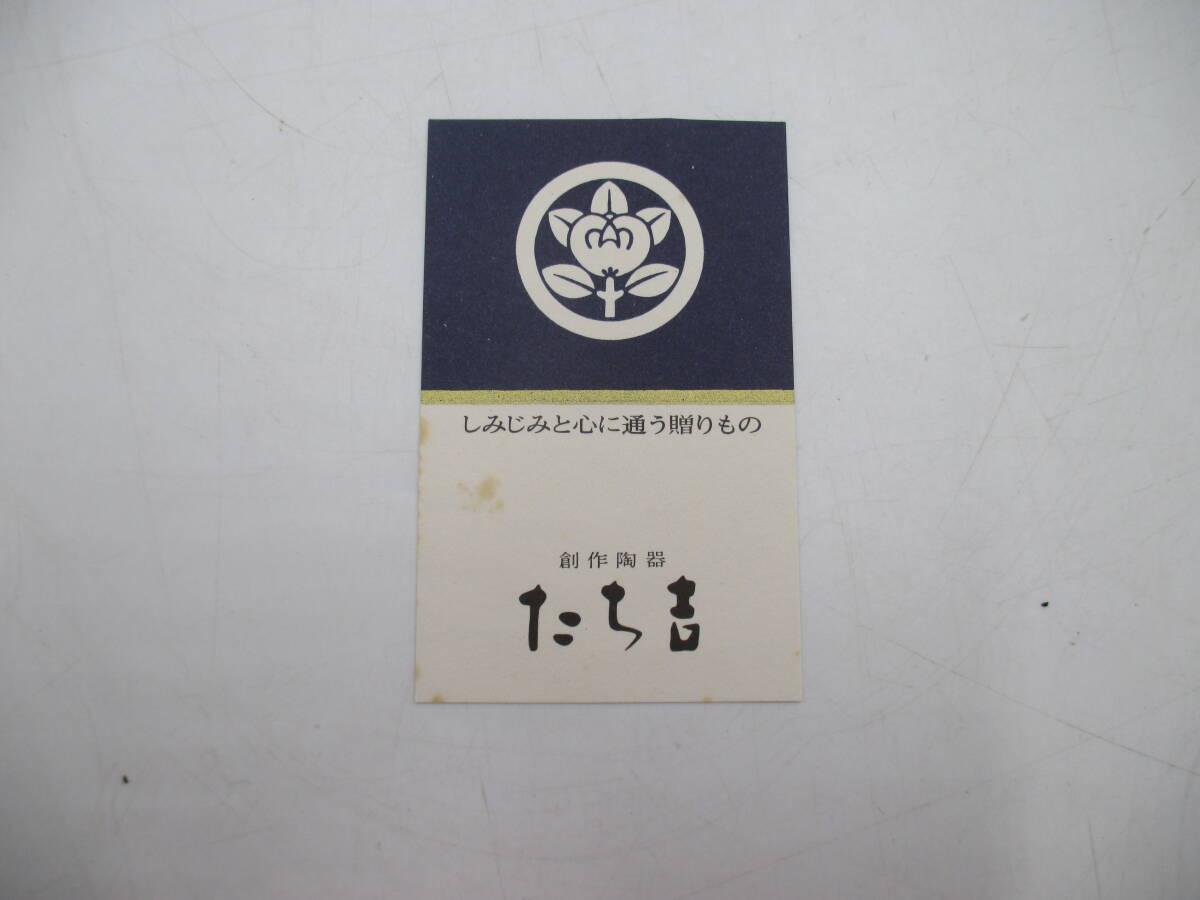 しみじみと心に通う贈りもの
創作陶器
たち吉